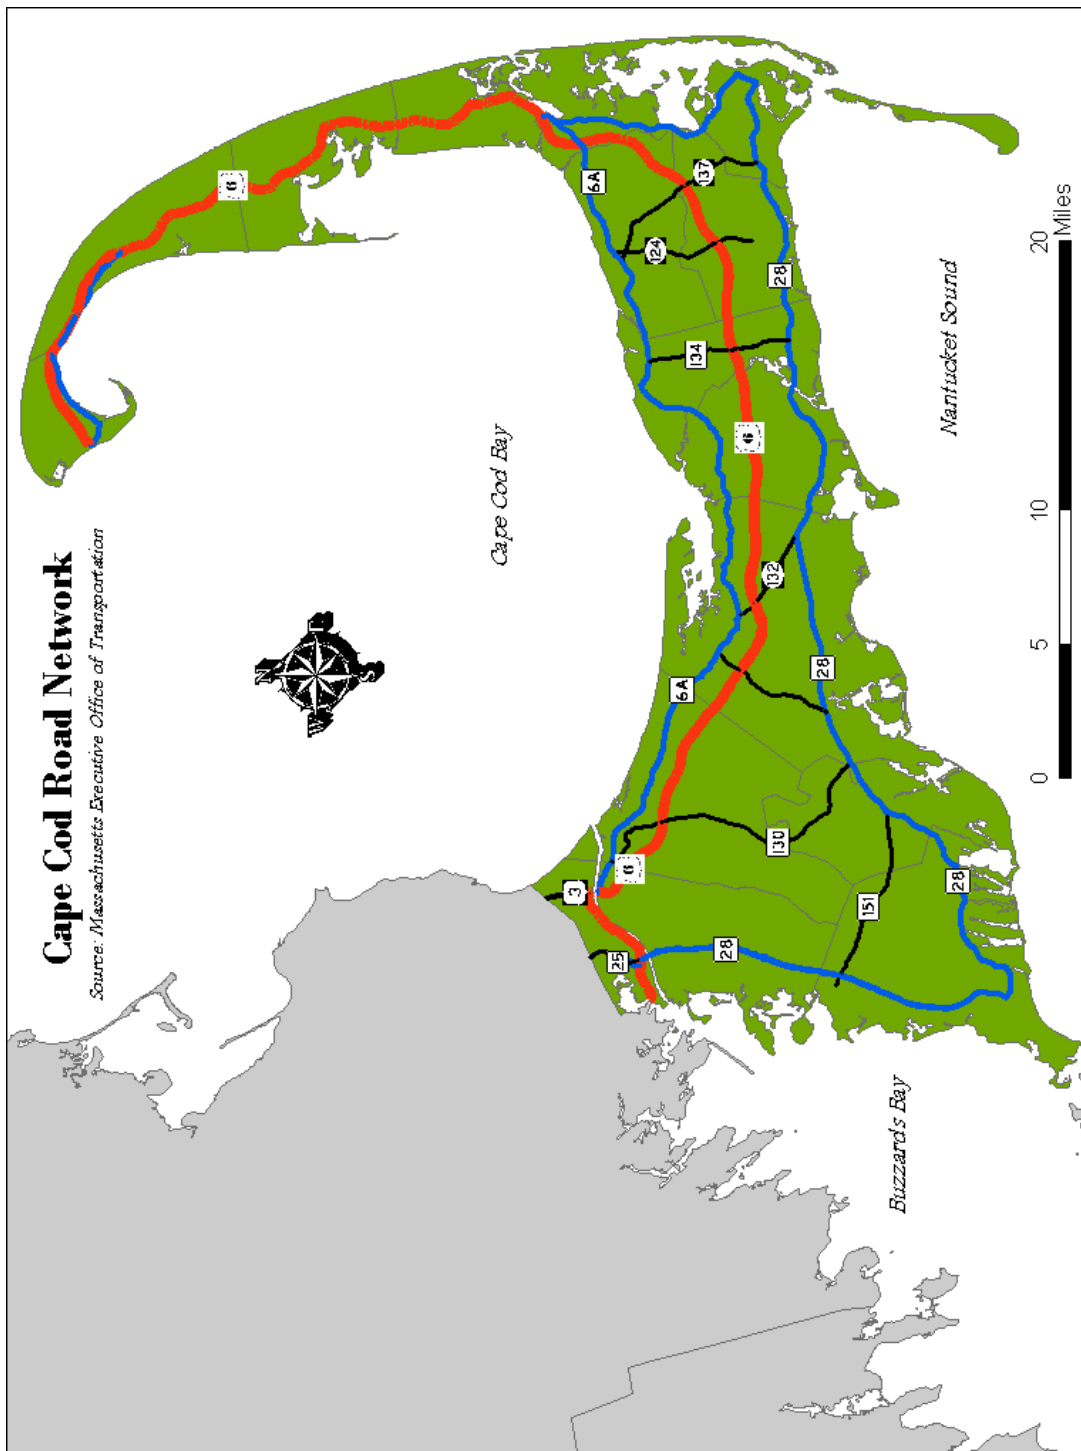 Cape Cod Road Network
Source: Massachusetts Executive Office of Transportation
N
E
S
W
6
6A
137
124
28
134
Cape Cod Bay
6
Nantucket Sound
132
6A
28
3
6
130
25
28
151
28
Buzzards Bay
0 5 10 20
Miles